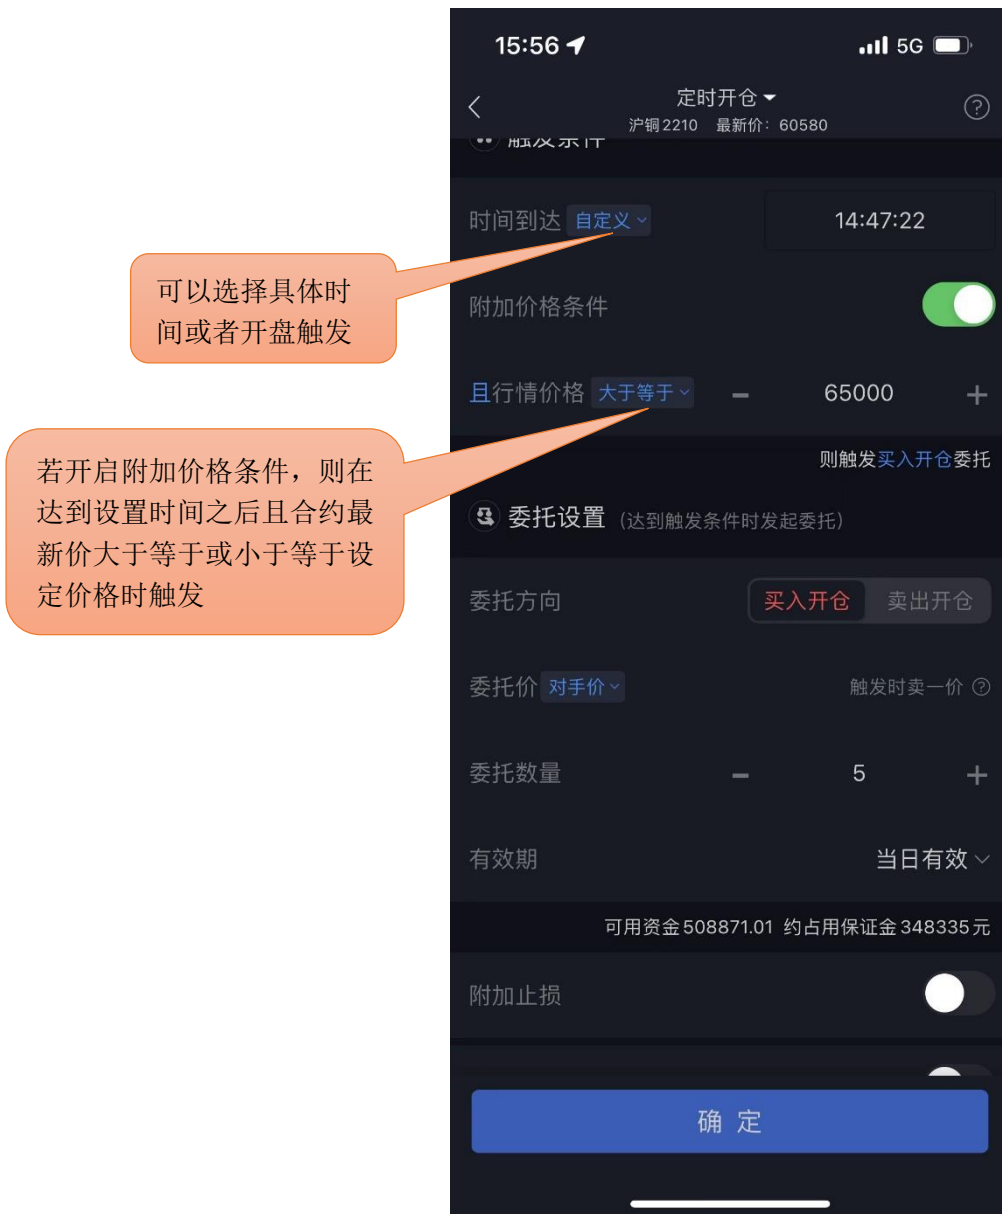 15:56
5G
定时开仓
沪铜2210 最新价：60580
触发条件
时间到达 自定义 14:47:22
可以选择具体时
间或者开盘触发
附加价格条件
且行情价格 大于等于 － 65000 ＋
则触发买入开仓委托
若开启附加价格条件，则在
达到设置时间之后且合约最
新价大于等于或小于等于设
定价格时触发
委托设置 (达到触发条件时发起委托)
委托方向 买入开仓 卖出开仓
委托价 对手价 触发时卖一价
委托数量 － 5 ＋
有效期 当日有效
可用资金508871.01 约占用保证金348335元
附加止损
确 定